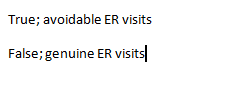 True; avoidable ER visits
False; genuine ER visits